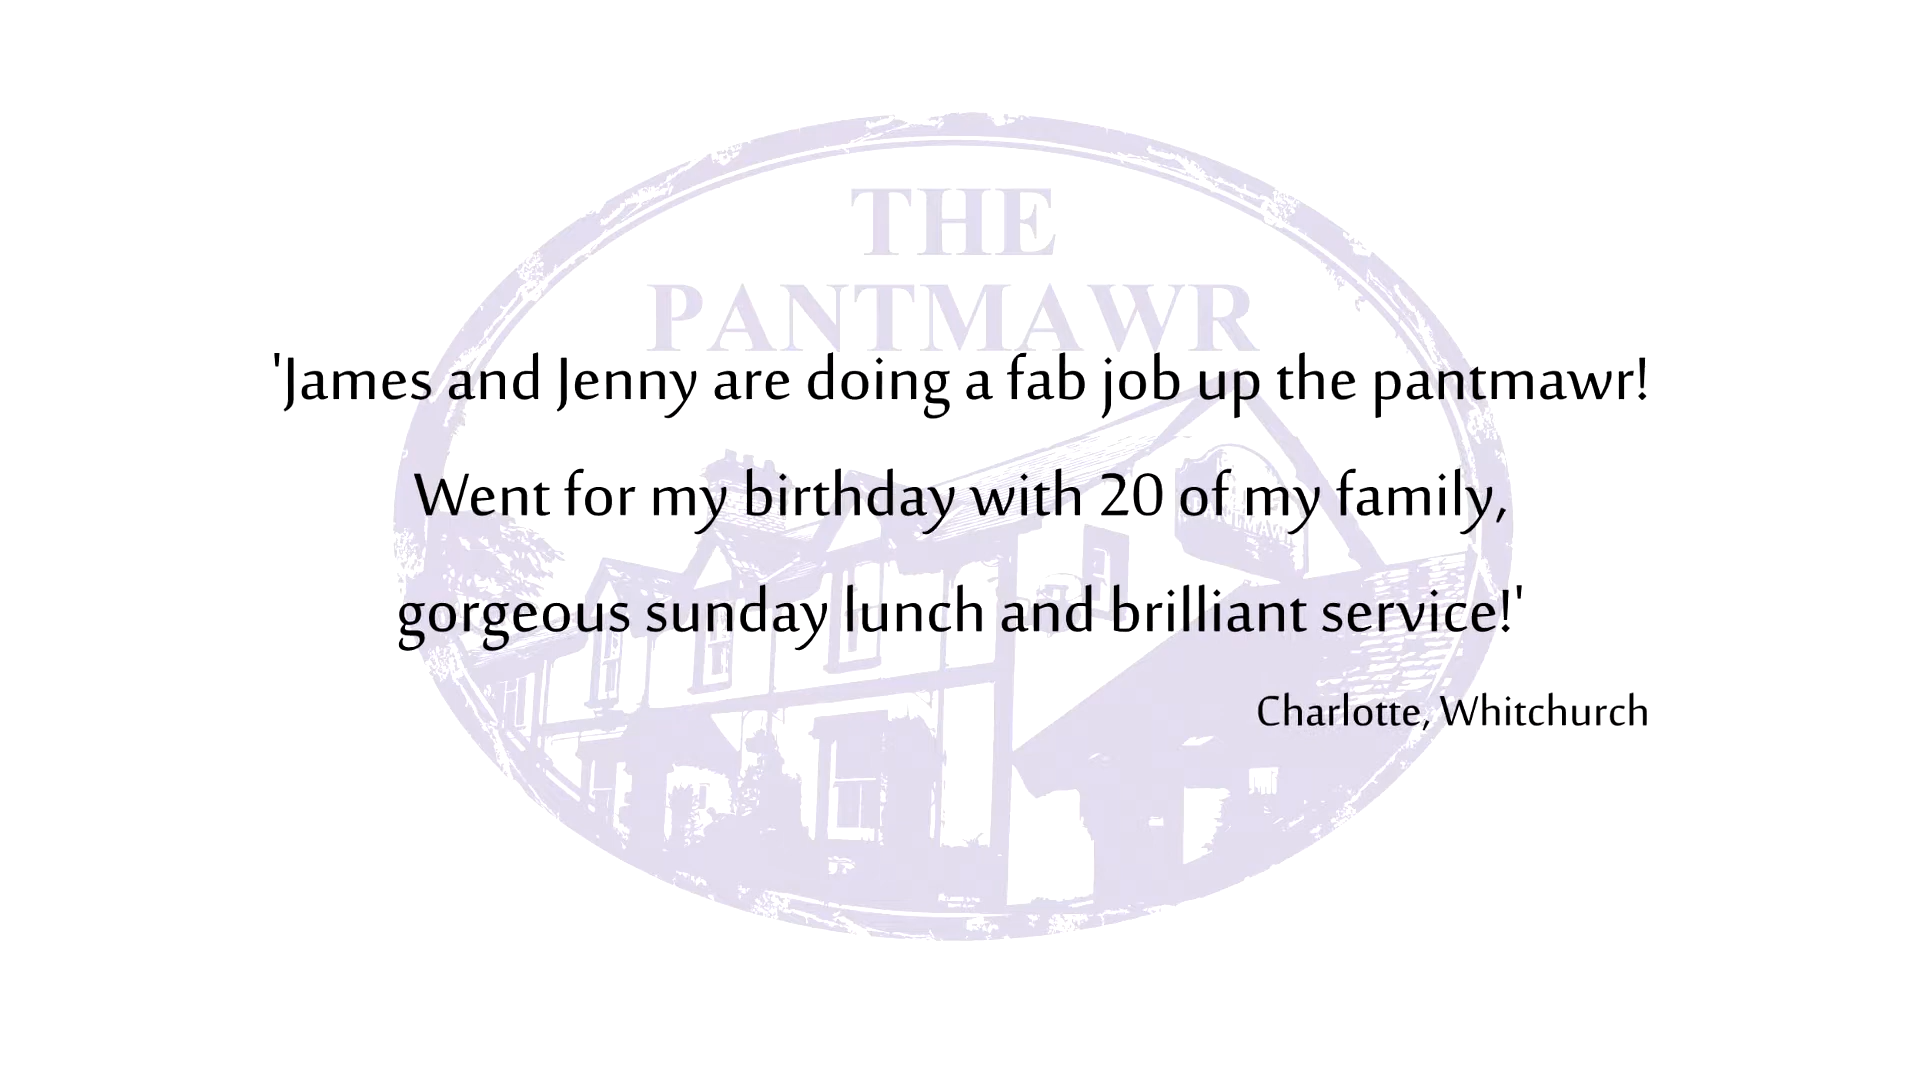 THE
PANTMAWR
'James and Jenny are doing a fab job up the pantmawr!
Went for my birthday with 20 of my family,
gorgeous sunday lunch and brilliant service!'
Charlotte, Whitchurch